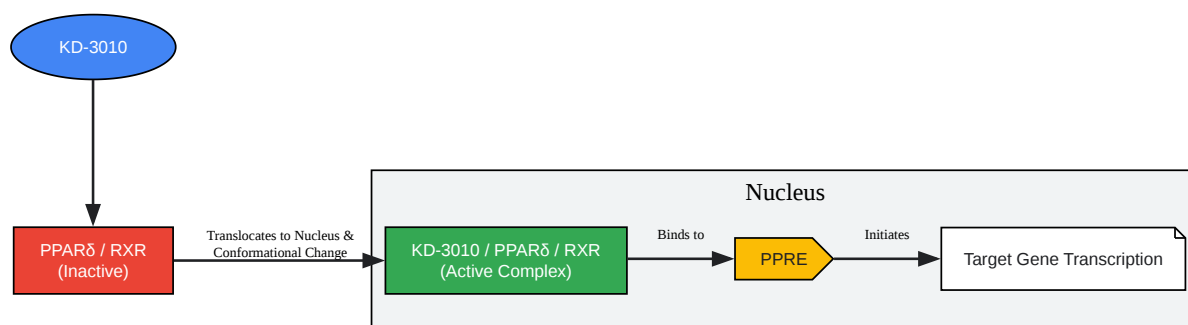 KD-3010
Nucleus
PPARδ / RXR
(Inactive)
Translocates to Nucleus &
Conformational Change
KD-3010 / PPARδ / RXR
(Active Complex)
Binds to
PPRE
Initiates
Target Gene Transcription